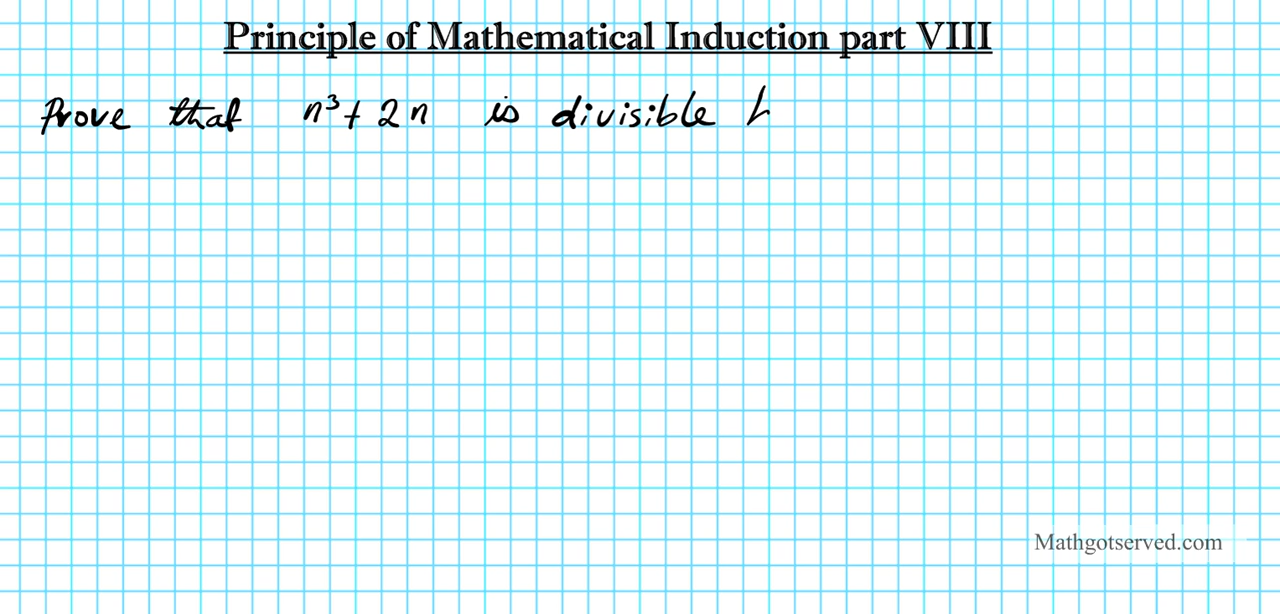 Principle of Mathematical Induction part VIII
Prove that n³ + 2n is divisible
Mathgotserved.com